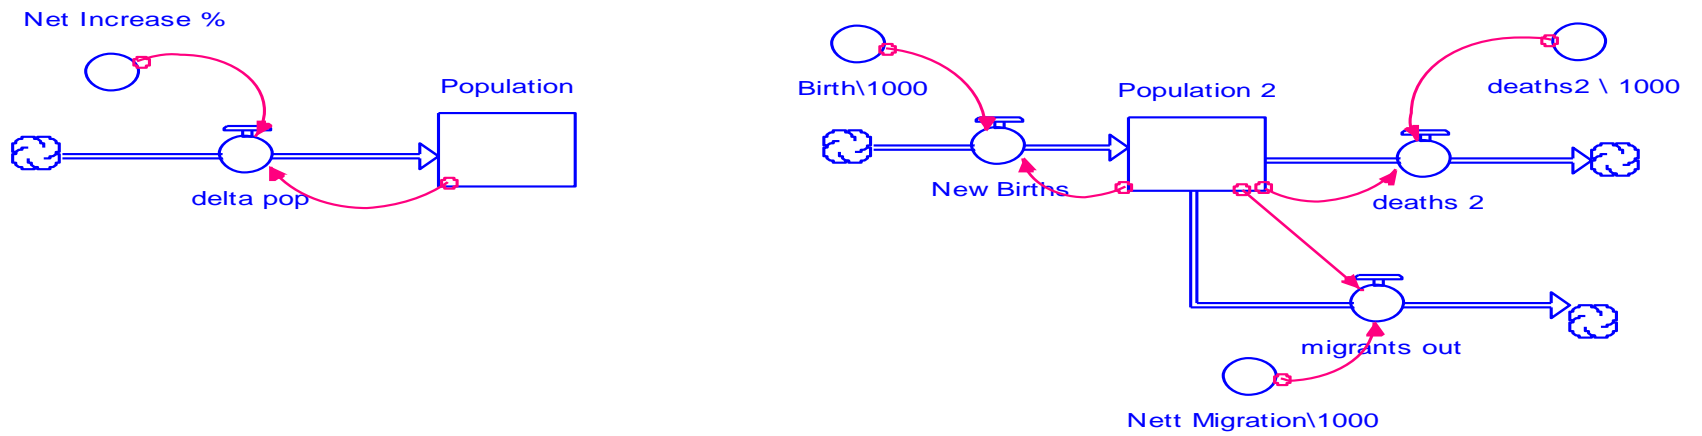 Net Increase %
Population
delta pop
Birth\1000
Population 2
deaths2 \ 1000
New Births
deaths 2
migrants out
Nett Migration\1000